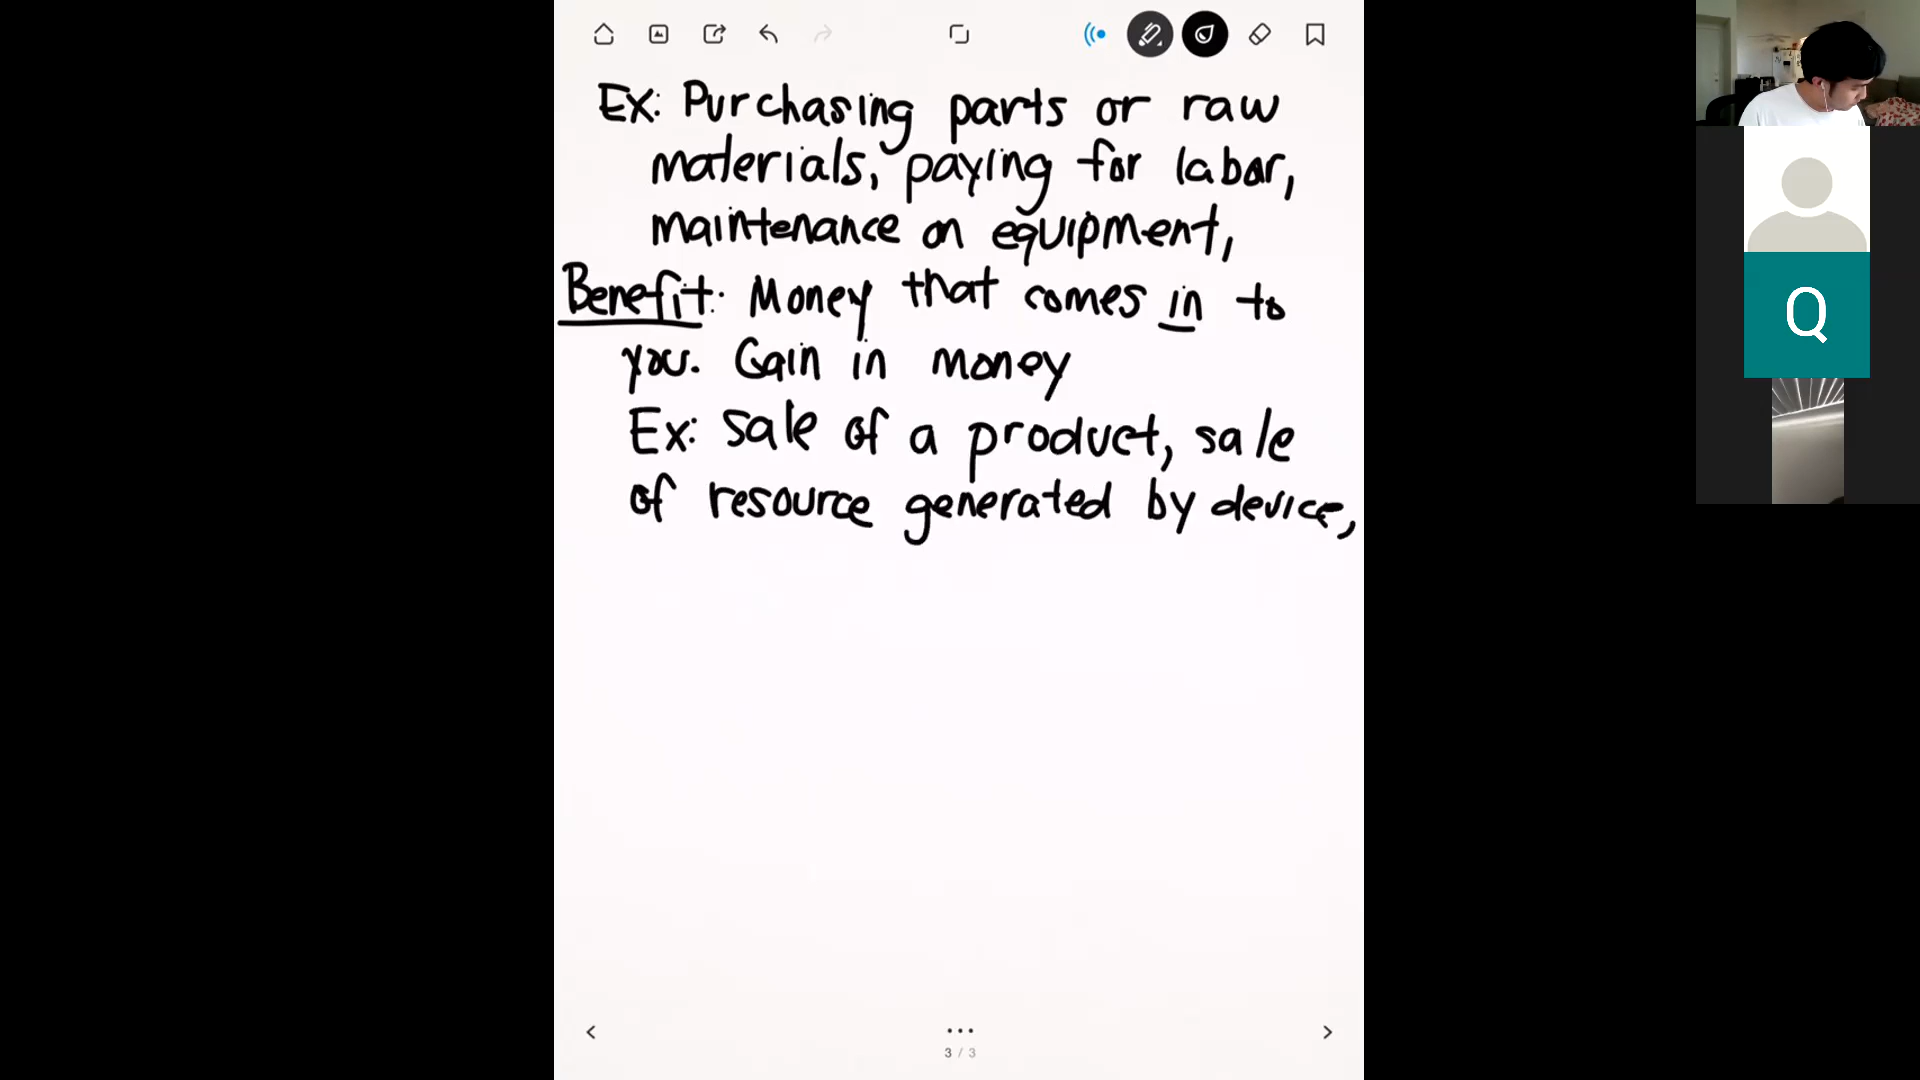 Ex: Purchasing parts or raw
materials, paying for labor,
maintenance on equipment,
Benefit: Money that comes in to
you. Gain in money
Ex: sale of a product, sale
of resource generated by device,
3 / 3
Q